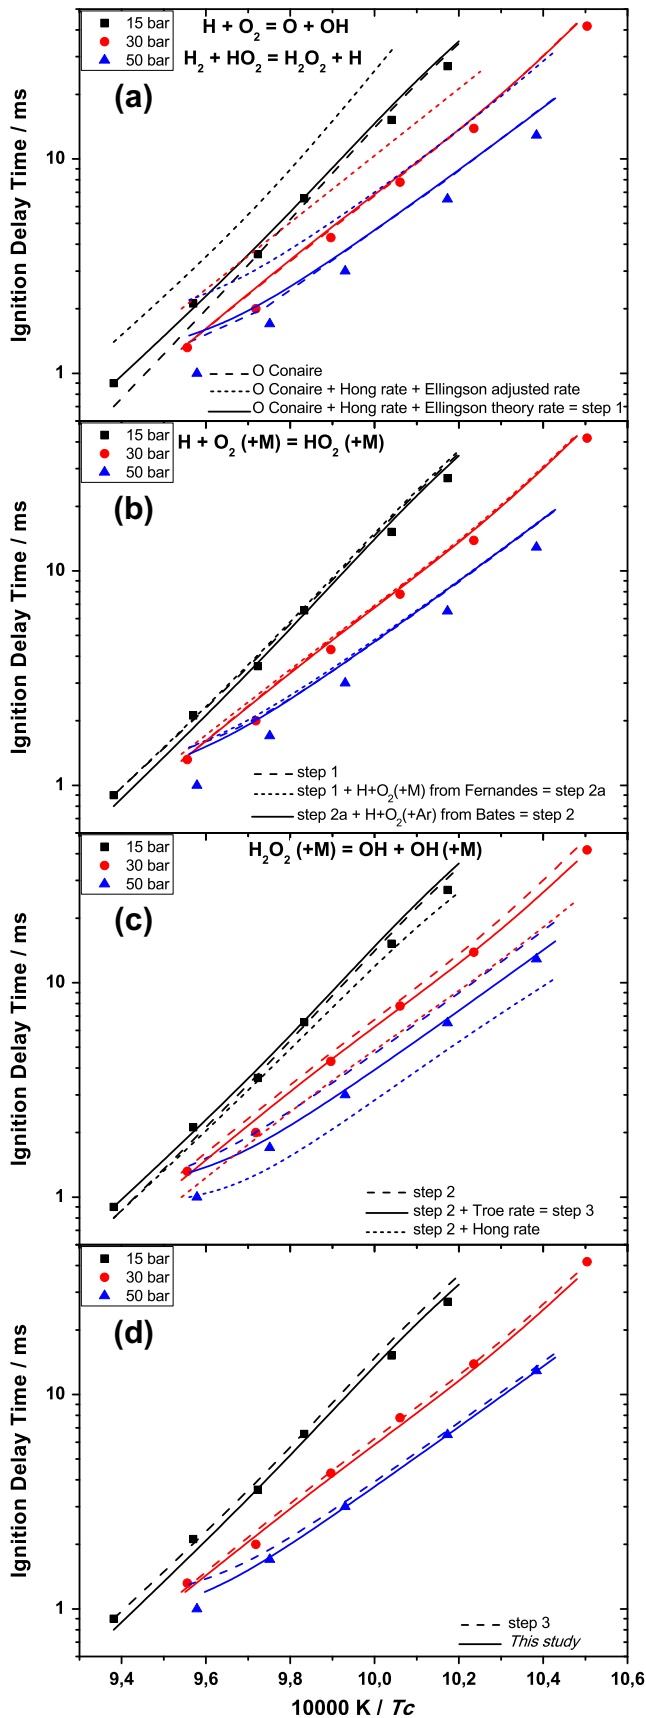 15 bar
30 bar
50 bar
H + O2 = O + OH
H2 + HO2 = H2O2 + H
(a)
Ignition Delay Time / ms
10
1
O Conaire
O Conaire + Hong rate + Ellingson adjusted rate
O Conaire + Hong rate + Ellingson theory rate = step 1
15 bar
30 bar
50 bar
H + O2 (+M) = HO2 (+M)
(b)
Ignition Delay Time / ms
10
1
step 1
step 1 + H+O2(+M) from Fernandes = step 2a
step 2a + H+O2(+Ar) from Bates = step 2
15 bar
30 bar
50 bar
H2O2 (+M) = OH + OH (+M)
(c)
Ignition Delay Time / ms
10
1
step 2
step 2 + Troe rate = step 3
step 2 + Hong rate
15 bar
30 bar
50 bar
(d)
Ignition Delay Time / ms
10
1
step 3
This study
9,4 9,6 9,8 10,0 10,2 10,4 10,6
10000 K / Tc